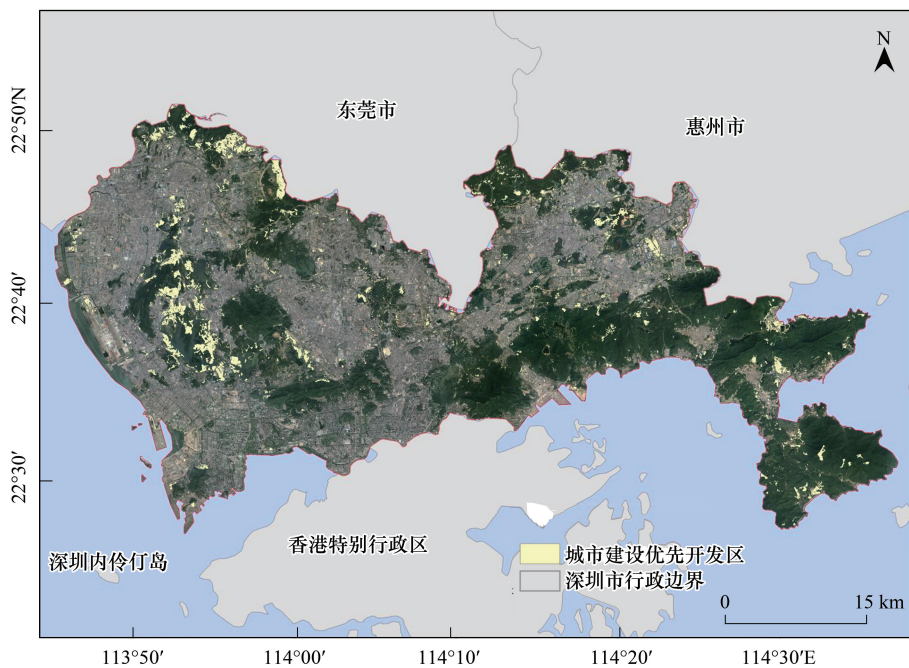 N
东莞市
惠州市
22°50′N
22°40′
22°30′
深圳内伶仃岛
香港特别行政区
城市建设优先开发区
深圳市行政边界
0 15 km
113°50′ 114°00′ 114°10′ 114°20′ 114°30′E